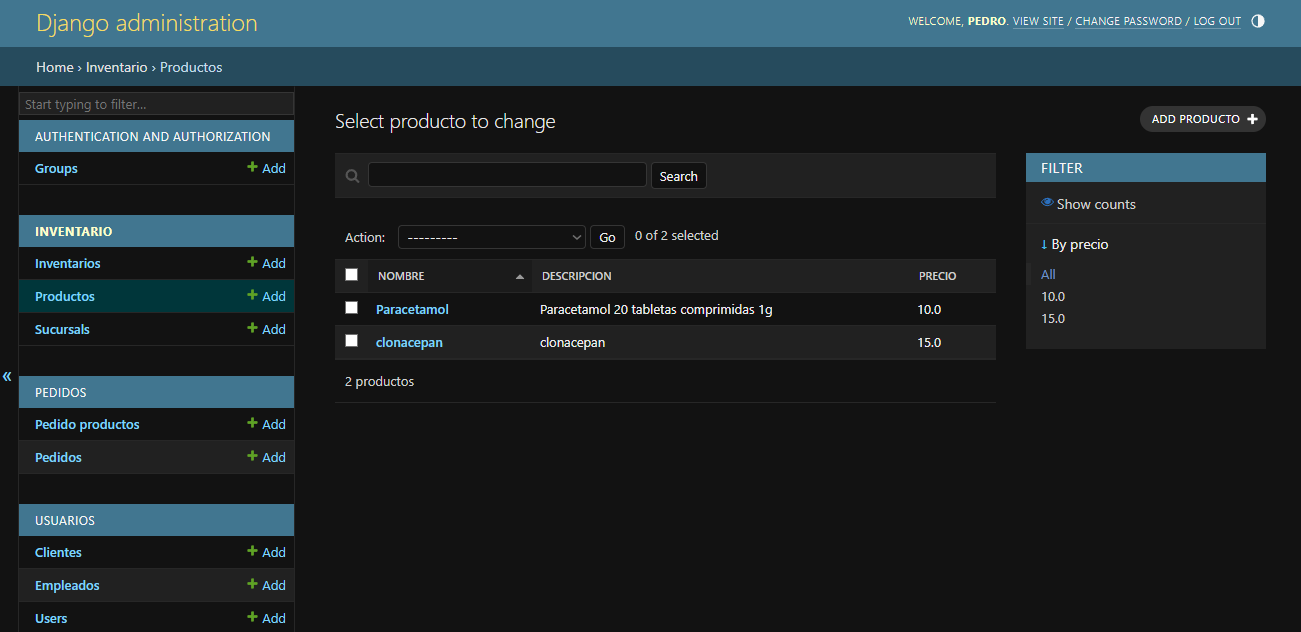 Django administration
WELCOME, PEDRO. VIEW SITE / CHANGE PASSWORD / LOG OUT
Home › Inventario › Productos
Start typing to filter...
AUTHENTICATION AND AUTHORIZATION
Groups + Add
INVENTARIO
Inventarios + Add
Productos + Add
Sucursals + Add
PEDIDOS
Pedido productos + Add
Pedidos + Add
USUARIOS
Clientes + Add
Empleados + Add
Users + Add
«
Select producto to change
ADD PRODUCTO +
Search
Action: --------- Go 0 of 2 selected
NOMBRE DESCRIPCION PRECIO
Paracetamol Paracetamol 20 tabletas comprimidas 1g 10.0
clonacepan clonacepan 15.0
2 productos
FILTER
Show counts
↓ By precio
All
10.0
15.0